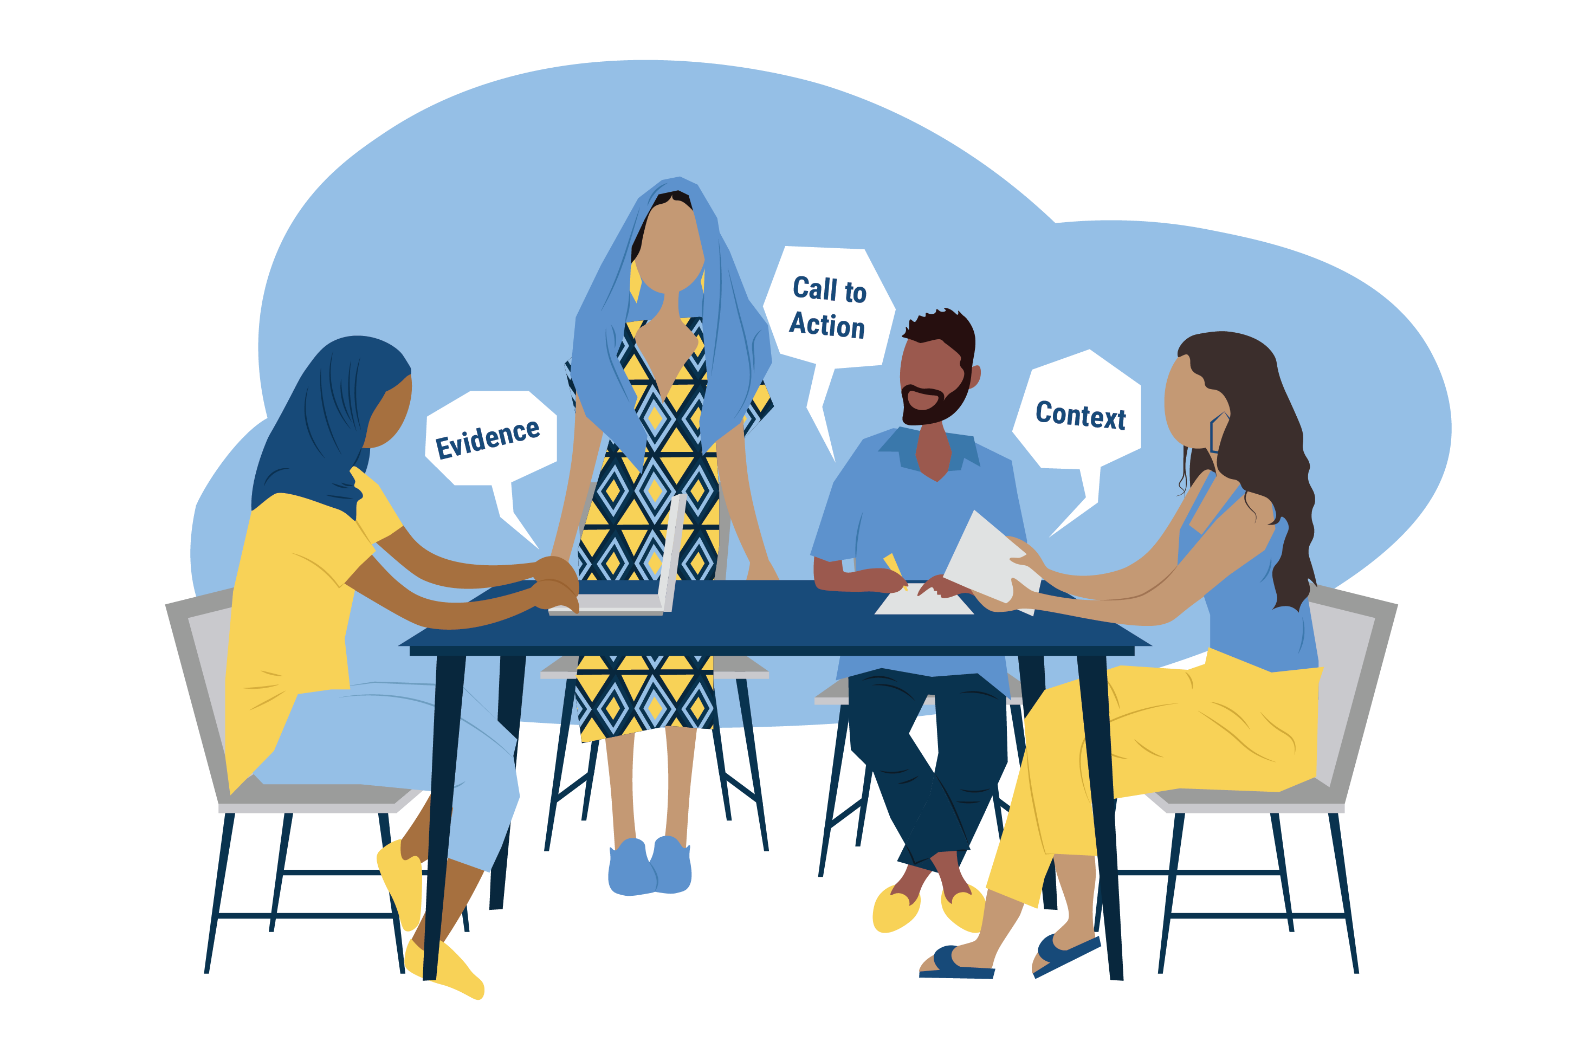 Evidence
Call to
Action
Context